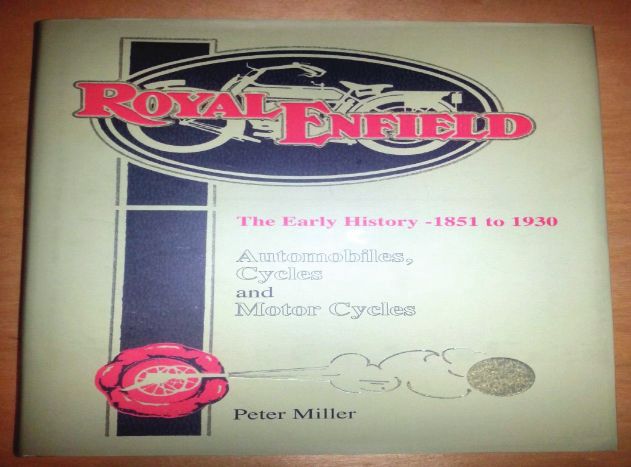 ROYAL ENFIELD
The Early History -1851 to 1930
Automobiles,
Cycles
and
Motor Cycles
Peter Miller